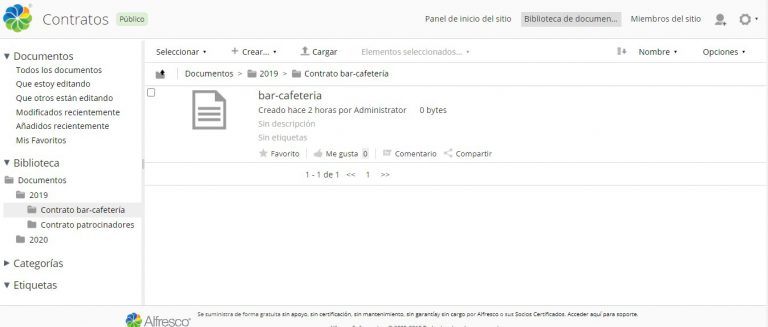 Contratos Público Panel de inicio del sitio Biblioteca de documen... Miembros del sitio
Documentos
Todos los documentos
Que estoy editando
Que otros están editando
Modificados recientemente
Añadidos recientemente
Mis Favoritos
Biblioteca
Documentos
2019
Contrato bar-cafetería
Contrato patrocinadores
2020
Categorías
Etiquetas
Seleccionar Crear... Cargar Elementos seleccionados... Nombre Opciones
Documentos > 2019 > Contrato bar-cafetería
bar-cafeteria
Creado hace 2 horas por Administrator 0 bytes
Sin descripción
Sin etiquetas
Favorito Me gusta 0 Comentario Compartir
1 - 1 de 1 << 1 >>
Alfresco
Se suministra de forma gratuita sin apoyo, sin certificación, sin mantenimiento, sin garantíay sin cargo por Alfresco o sus Socios Certificados. Acceder aquí para soporte.